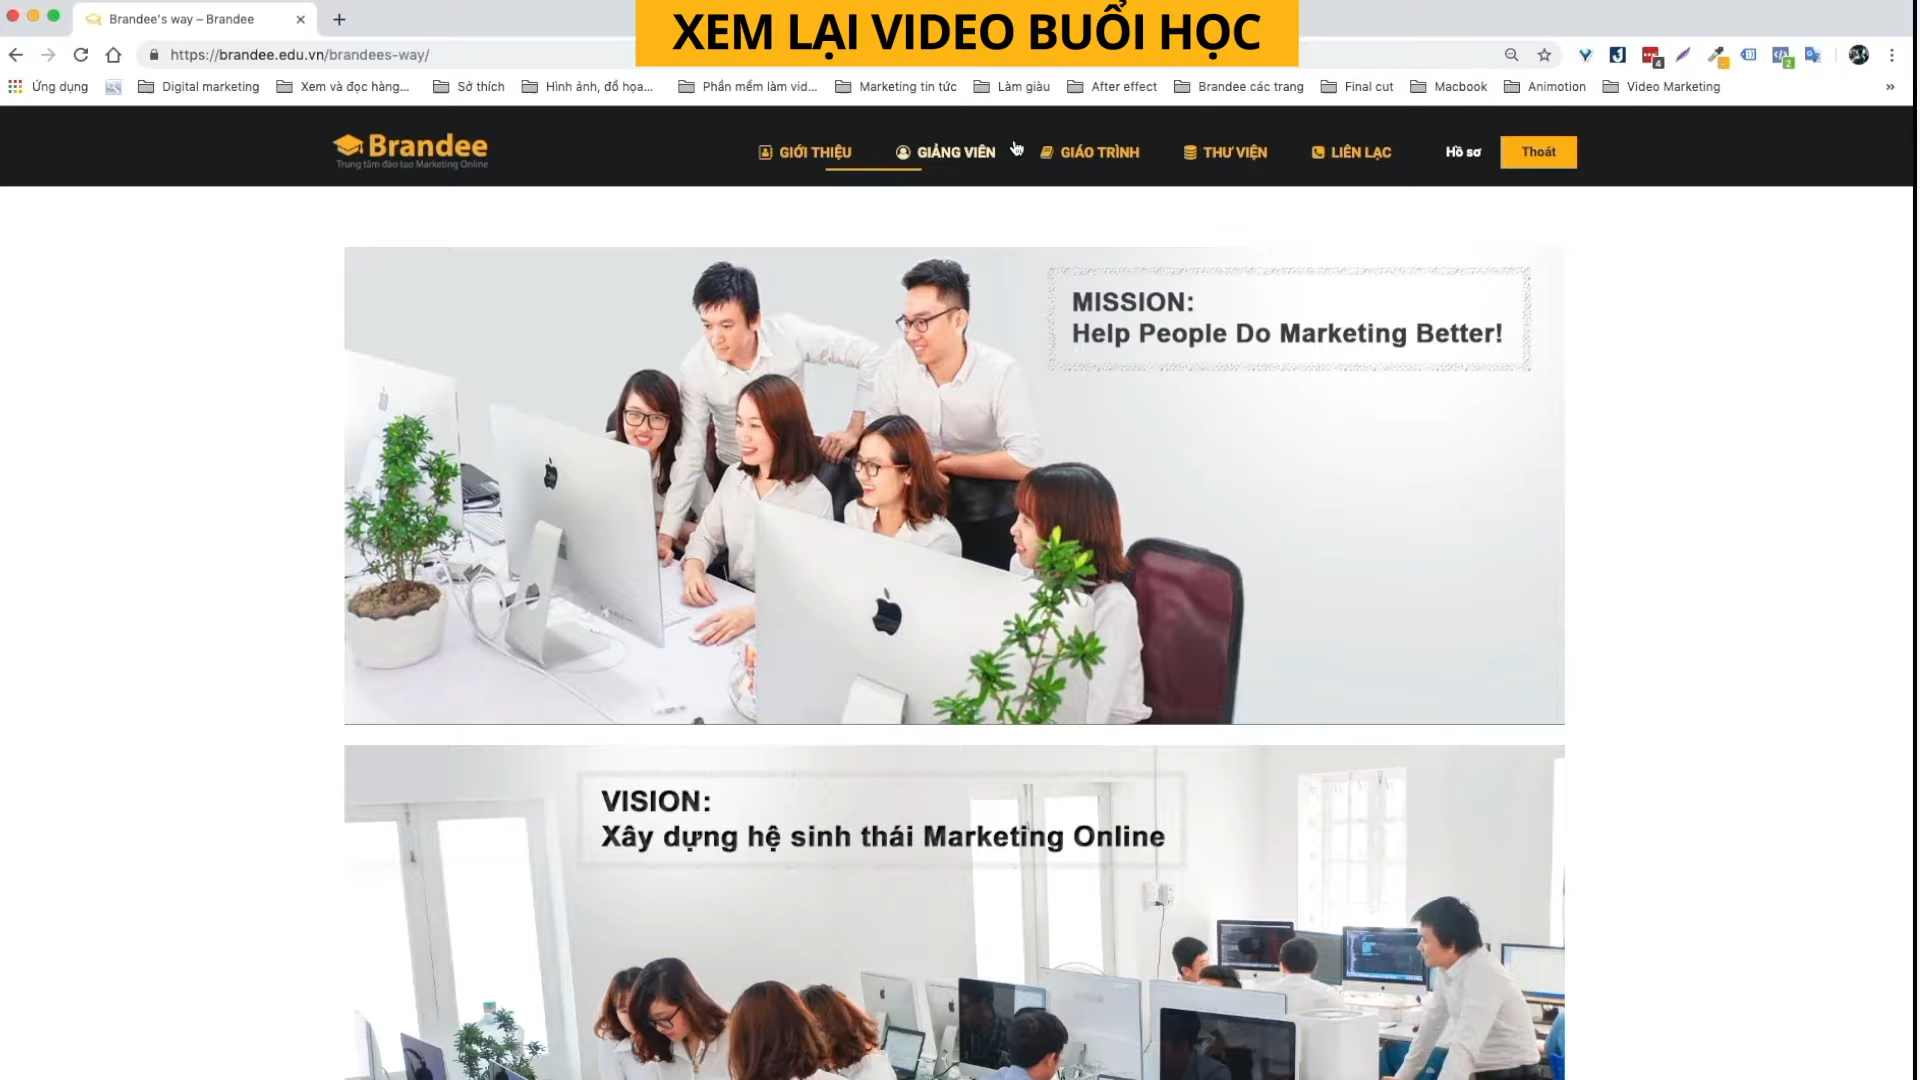 XEM LẠI VIDEO BUỔI HỌC
Brandee's way – Brandee
https://brandee.edu.vn/brandees-way/
Ứng dụng
Digital marketing
Xem và đọc hàng...
Sở thích
Hình ảnh, đồ họa...
Phần mềm làm vid...
Marketing tin tức
Làm giàu
After effect
Brandee các trang
Final cut
Macbook
Animotion
Video Marketing
Brandee
Trung tâm đào tạo Marketing Online
GIỚI THIỆU
GIẢNG VIÊN
GIÁO TRÌNH
THƯ VIỆN
LIÊN LẠC
Hồ sơ
Thoát
MISSION:
Help People Do Marketing Better!
VISION:
Xây dựng hệ sinh thái Marketing Online